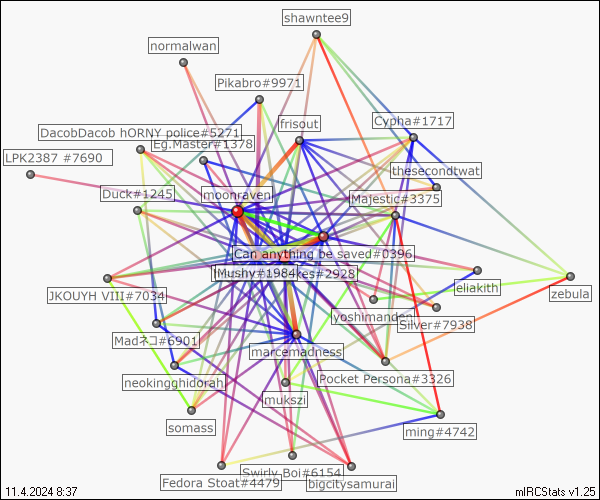 shawntee9
normalwan
Pikabro#9971
Cypha#1717
frisout
DacobDacob hORNY police#5271
Eg.Master#1378
LPK2387 #7690
thesecondtwat
Duck#1245
moonraven
Majestic#3375
Can anything be saved#0396
Mushy#1984
kes#2928
eliakith
zebula
JKOUYH VIII#7034
yoshimanden
Silver#7938
Madネコ#6901
marcemadness
neokingghidorah
Pocket Persona#3326
mukszi
somass
ming#4742
Swirly Boi#6154
Fedora Stoat#4479
bigcitysamurai
11.4.2024 8:37
mIRCStats v1.25